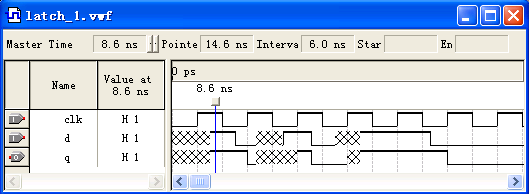 latch_1.vwf
Master Time 8.6 ns Pointe 14.6 ns Interva 6.0 ns Star En
Name Value at 8.6 ns 0 ps
8.6 ns
clk H 1
d H 1
q H 1